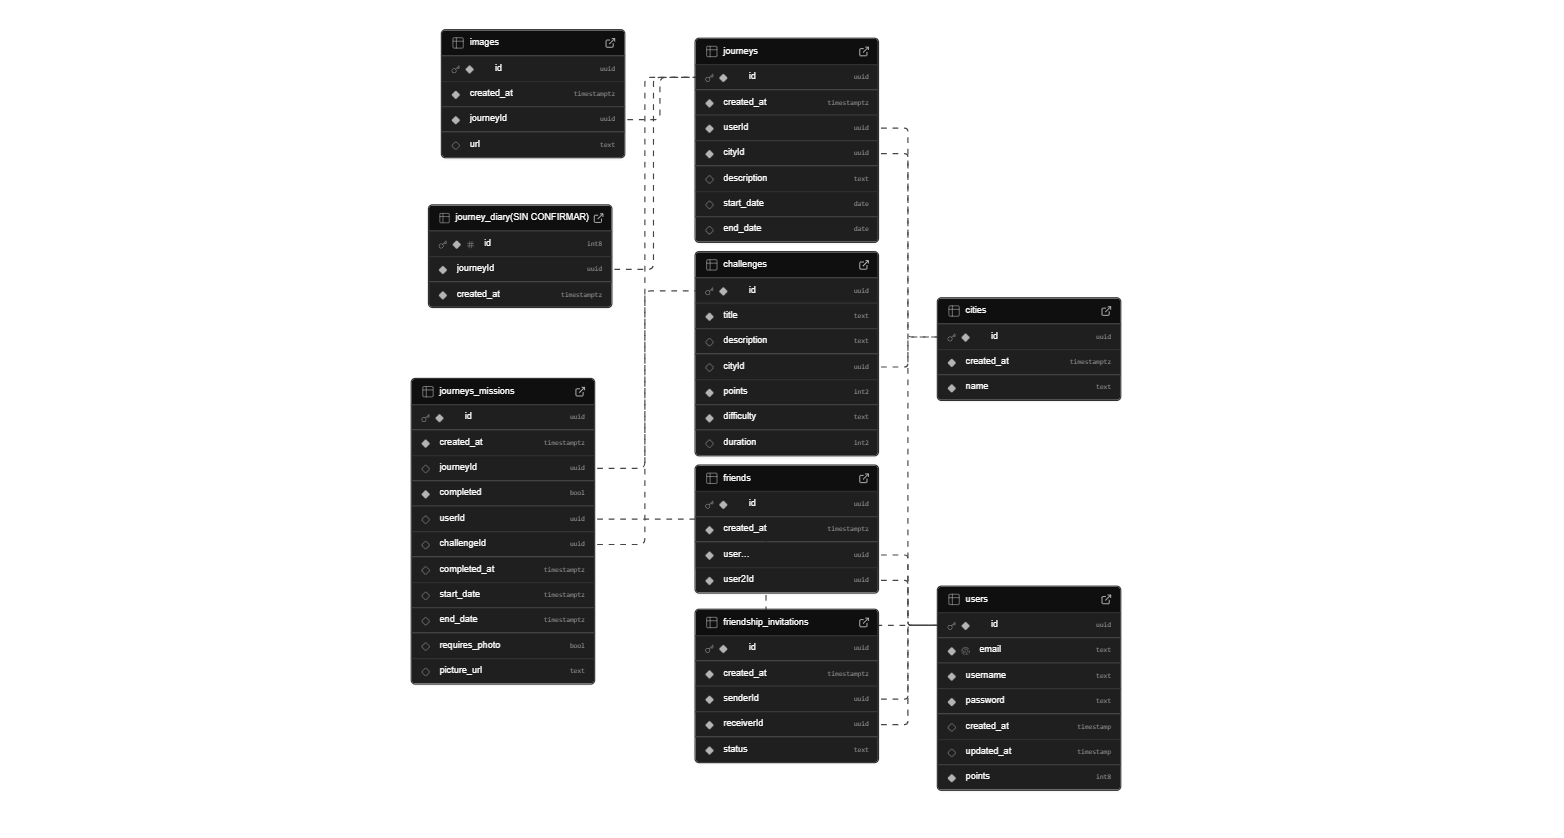 images
id uuid
created_at timestamptz
journeyId uuid
url text
journey_diary(SIN CONFIRMAR)
id int8
journeyId uuid
created_at timestamptz
journeys_missions
id uuid
created_at timestamptz
journeyId uuid
completed bool
userId uuid
challengeId uuid
completed_at timestamptz
start_date timestamptz
end_date timestamptz
requires_photo bool
picture_url text
journeys
id uuid
created_at timestamptz
userId uuid
cityId uuid
description text
start_date date
end_date date
challenges
id uuid
title text
description text
cityId uuid
points int2
difficulty text
duration int2
friends
id uuid
created_at timestamptz
user... uuid
user2Id uuid
friendship_invitations
id uuid
created_at timestamptz
senderId uuid
receiverId uuid
status text
cities
id uuid
created_at timestamptz
name text
users
id uuid
email text
username text
password text
created_at timestamp
updated_at timestamp
points int8